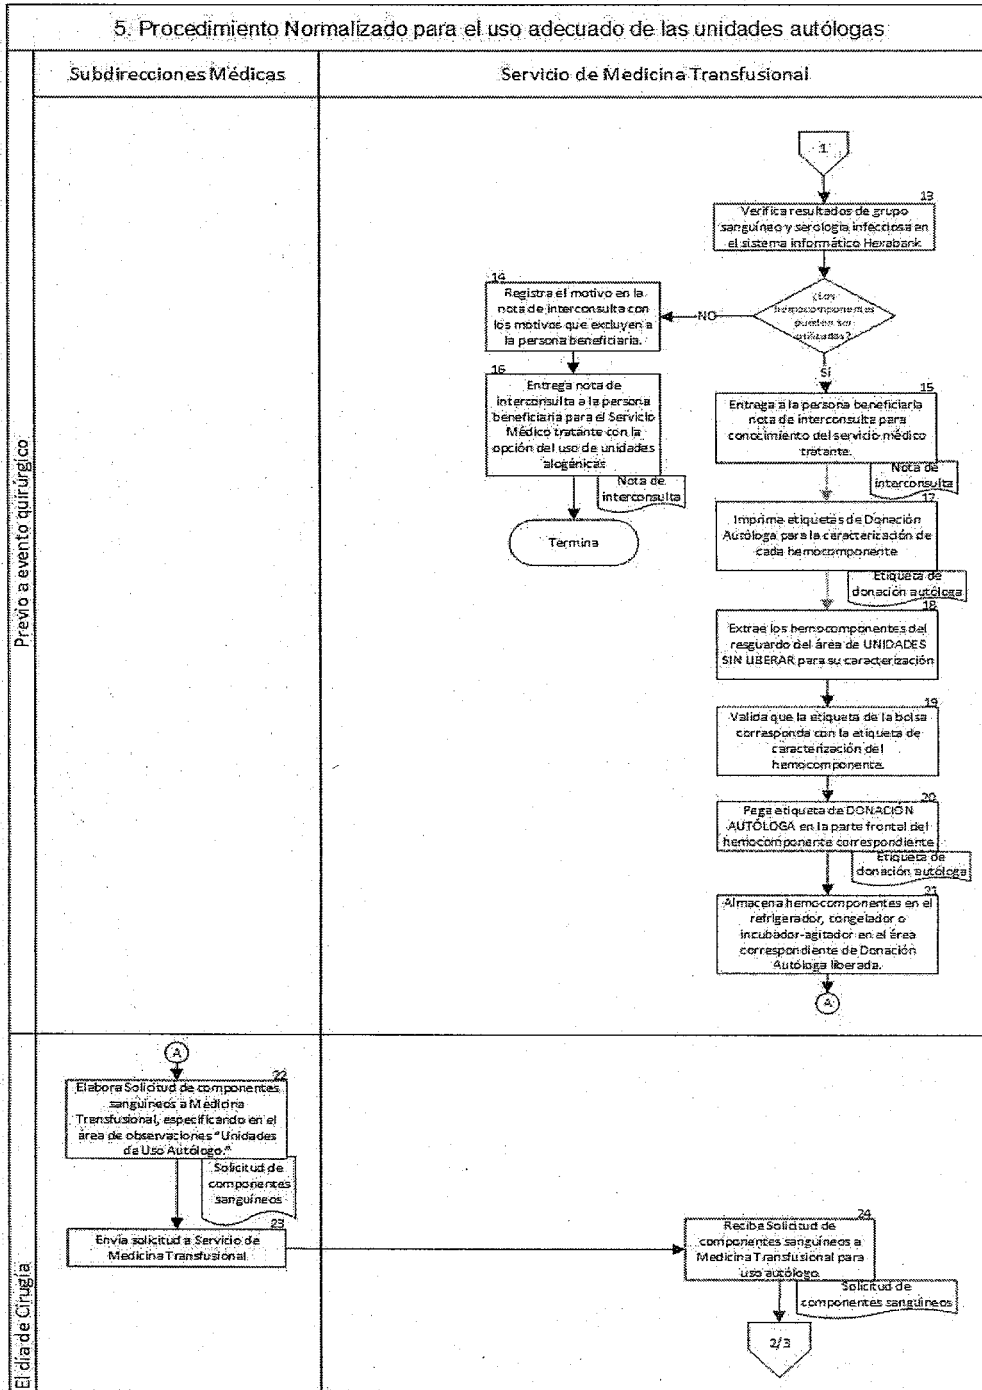 5. Procedimiento Normalizado para el uso adecuado de las unidades autólogas
Subdirecciones Médicas
Servicio de Medicina Transfusional
Previo a evento quirúrgico
1
13
Verifica resultados de grupo
sanguíneo y serología infecciosa en
el sistema informático Hexabank
¿Los
hemocomponentes
pueden ser
utilizados?
NO
SÍ
14
Registra el motivo en la
nota de interconsulta con
los motivos que excluyen a
la persona beneficiaria.
16
Entrega nota de
interconsulta a la persona
beneficiaria para el Servicio
Médico tratante con la
opción del uso de unidades
alogénicas
Nota de
interconsulta
Termina
15
Entrega a la persona beneficiaria
nota de interconsulta para
conocimiento del servicio médico
tratante.
Nota de
interconsulta
17
Imprime etiquetas de Donación
Autóloga para la caracterización de
cada hemocomponente
Etiqueta de
donación autóloga
18
Extrae los hemocomponentes del
resguardo del área de UNIDADES
SIN LIBERAR para su caracterización
19
Valida que la etiqueta de la bolsa
corresponda con la etiqueta de
caracterización del
hemocomponente.
20
Pega etiqueta de DONACIÓN
AUTÓLOGA en la parte frontal del
hemocomponente correspondiente
Etiqueta de
donación autóloga
21
Almacena hemocomponentes en el
refrigerador, congelador o
incubador-agitador en el área
correspondiente de Donación
Autóloga liberada.
A
El día de Cirugía
A
22
Elabora Solicitud de componentes
sanguíneos a Medicina
Transfusional, especificando en el
área de observaciones "Unidades
de Uso Autólogo."
Solicitud de
componentes
sanguíneos
23
Envía solicitud a Servicio de
Medicina Transfusional
24
Recibe Solicitud de
componentes sanguíneos a
Medicina Transfusional para
uso autólogo.
Solicitud de
componentes sanguíneos
2/3